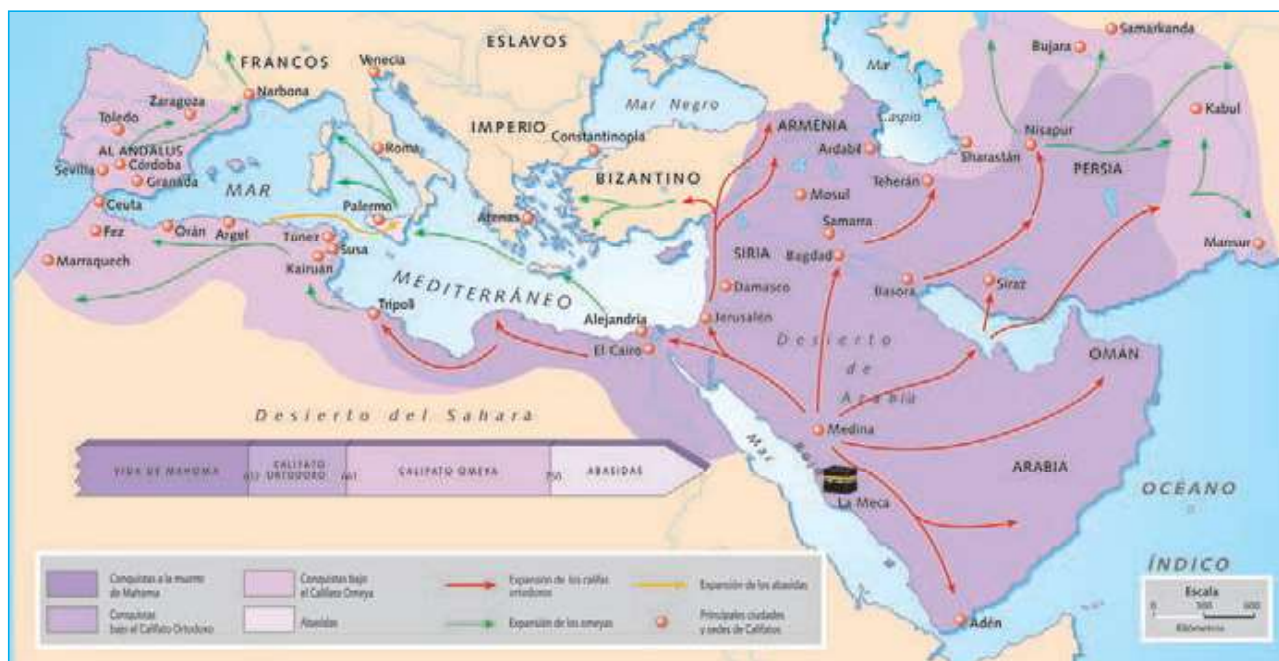 FRANCOS
ESLAVOS
Venecia
Samarkanda
Bujara
Mar
Caspio
Narbona
Zaragoza
Toledo
AL ANDALUS
Córdoba
Sevilla
Granada
MAR
Roma
IMPERIO
Constantinopla
Mar Negro
BIZANTINO
ARMENIA
Ardabil
Kabul
Nisapur
PERSIA
Teherán
Mosul
Samarra
Bagdad
SIRIA
Ceuta
Fez
Orán
Argel
Túnez
Susa
Kairuán
Marraquech
Palermo
Atenas
Mansur
MEDITERRÁNEO
Trípoli
Damasco
Basora
Siraz
Alejandría
Jerusalén
El Cairo
Desierto
de
Arabia
OMÁN
Desierto del Sahara
Medina
Mar Rojo
ARABIA
La Meca
OCÉANO
ÍNDICO
Adén
VIDA DE MAHOMA
632
CALIFATO
ORTODOXO
661
CALIFATO OMEYA
750
ABASIDAS
Conquistas a la muerte
de Mahoma
Conquistas
bajo el Califato Ortodoxo
Conquistas bajo
el Califato Omeya
Abasidas
Expansión de los califas
ortodoxos
Expansión de los omeyas
Expansión de los abasidas
Principales ciudades
y sedes de Califatos
Escala
0 300 600
Kilómetros